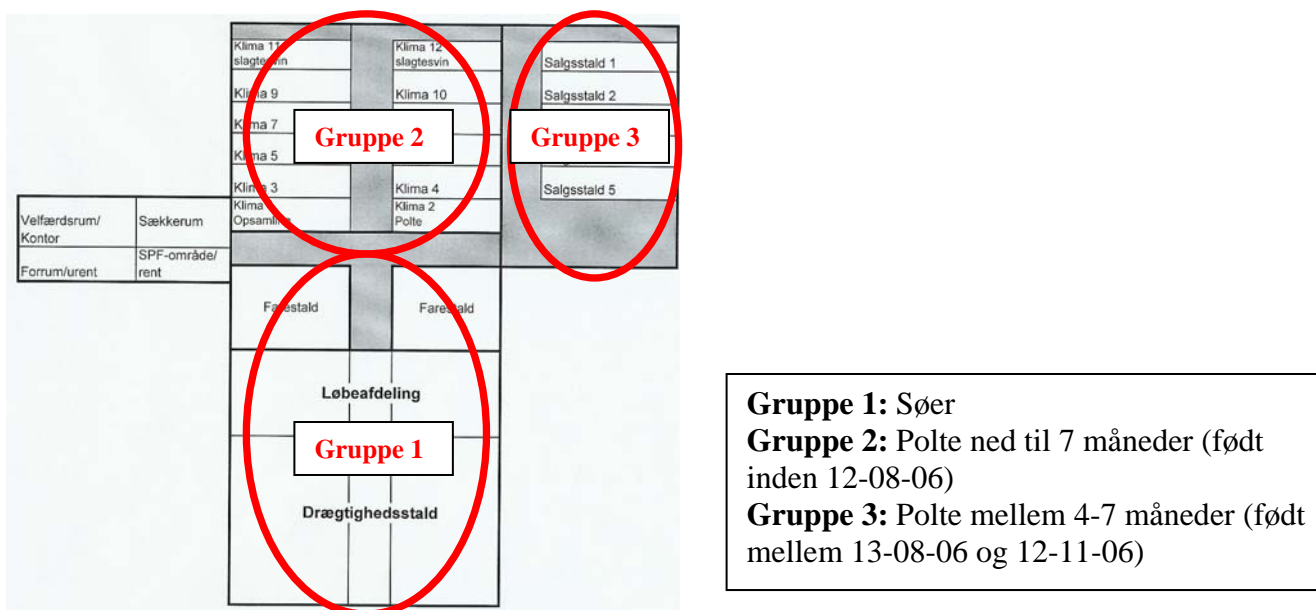 Klima 11
slagtesvin
Klima 12
slagtesvin
Salgsstald 1
Klima 9
Klima 10
Salgsstald 2
Klima 7
Gruppe 2
Gruppe 3
Klima 5
Klima 3
Klima 4
Salgsstald 5
Klima
Opsamling
Klima 2
Polte
Velfærdsrum/
Kontor
Sækkerum
Forrum/urent
SPF-område/
rent
Farestald
Farestald
Løbeafdeling
Gruppe 1
Drægtighedsstald
Gruppe 1: Søer
Gruppe 2: Polte ned til 7 måneder (født
inden 12-08-06)
Gruppe 3: Polte mellem 4-7 måneder (født
mellem 13-08-06 og 12-11-06)